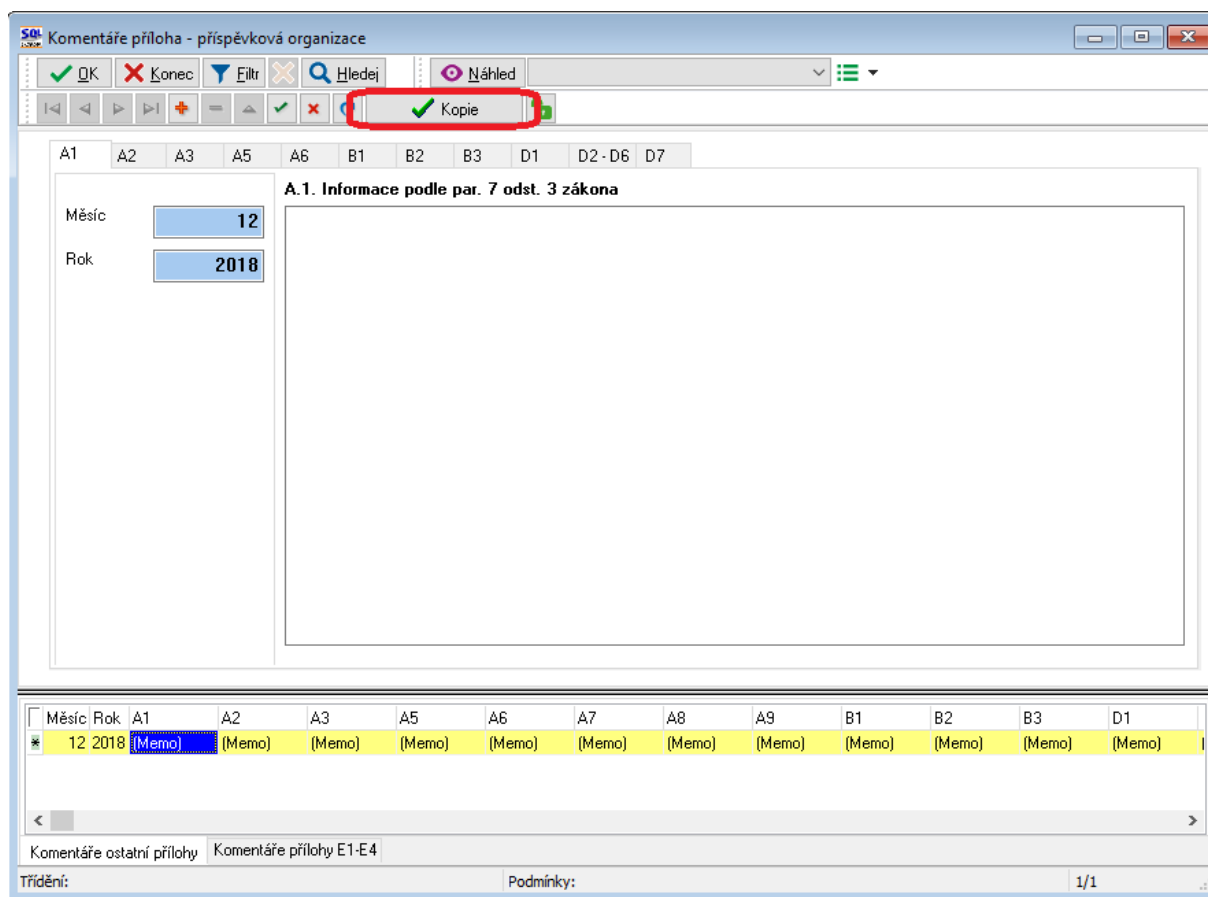 SQL
Komentáře příloha - příspěvková organizace
OK Konec Filtr Hledej Náhled
Kopie
A1 A2 A3 A5 A6 B1 B2 B3 D1 D2 - D6 D7
A.1. Informace podle par. 7 odst. 3 zákona
Měsíc 12
Rok 2018
Měsíc Rok A1 A2 A3 A5 A6 A7 A8 A9 B1 B2 B3 D1
12 2018 (Memo) (Memo) (Memo) (Memo) (Memo) (Memo) (Memo) (Memo) (Memo) (Memo) (Memo) (Memo)
Komentáře ostatní přílohy Komentáře přílohy E1-E4
Třídění: Podmínky: 1/1